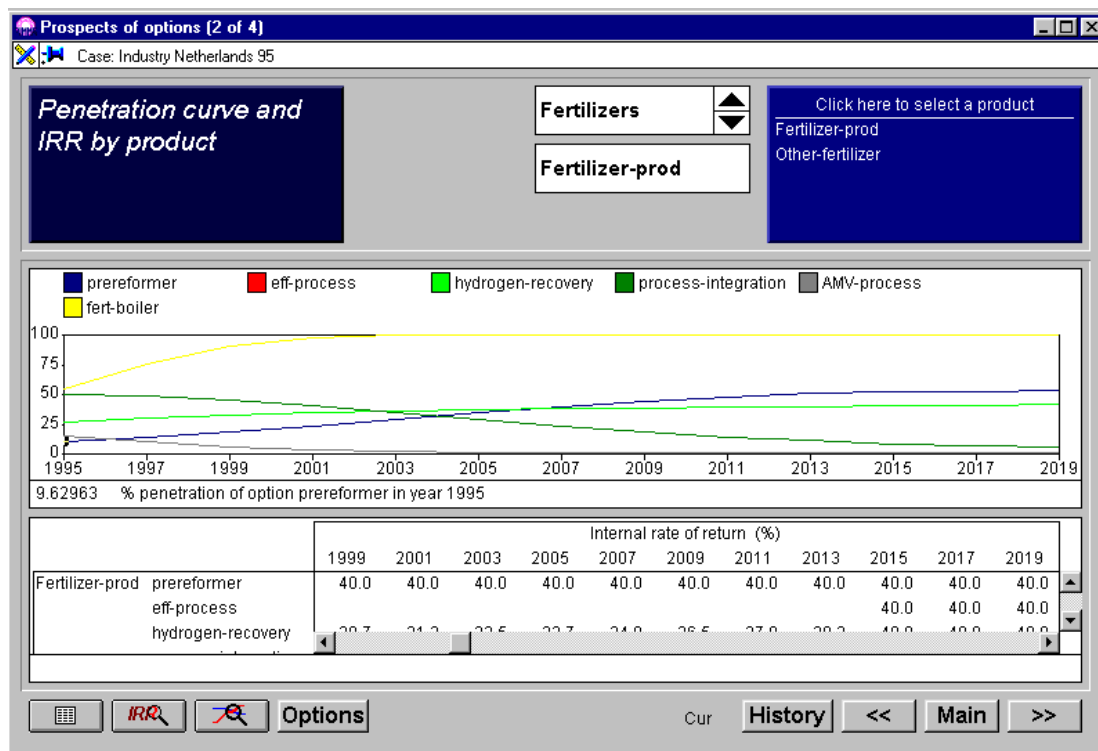 Prospects of options (2 of 4)
Case: Industry Netherlands 95
Penetration curve and
IRR by product
Fertilizers
Fertilizer-prod
Click here to select a product
Fertilizer-prod
Other-fertilizer
prereformer eff-process hydrogen-recovery process-integration AMV-process
fert-boiler
100
75
50
25
0
1995 1997 1999 2001 2003 2005 2007 2009 2011 2013 2015 2017 2019
9.62963 % penetration of option prereformer in year 1995
Internal rate of return (%)
1999 2001 2003 2005 2007 2009 2011 2013 2015 2017 2019
Fertilizer-prod prereformer 40.0 40.0 40.0 40.0 40.0 40.0 40.0 40.0 40.0 40.0 40.0
eff-process 40.0 40.0 40.0
hydrogen-recovery
IRR Options Cur History << Main >>